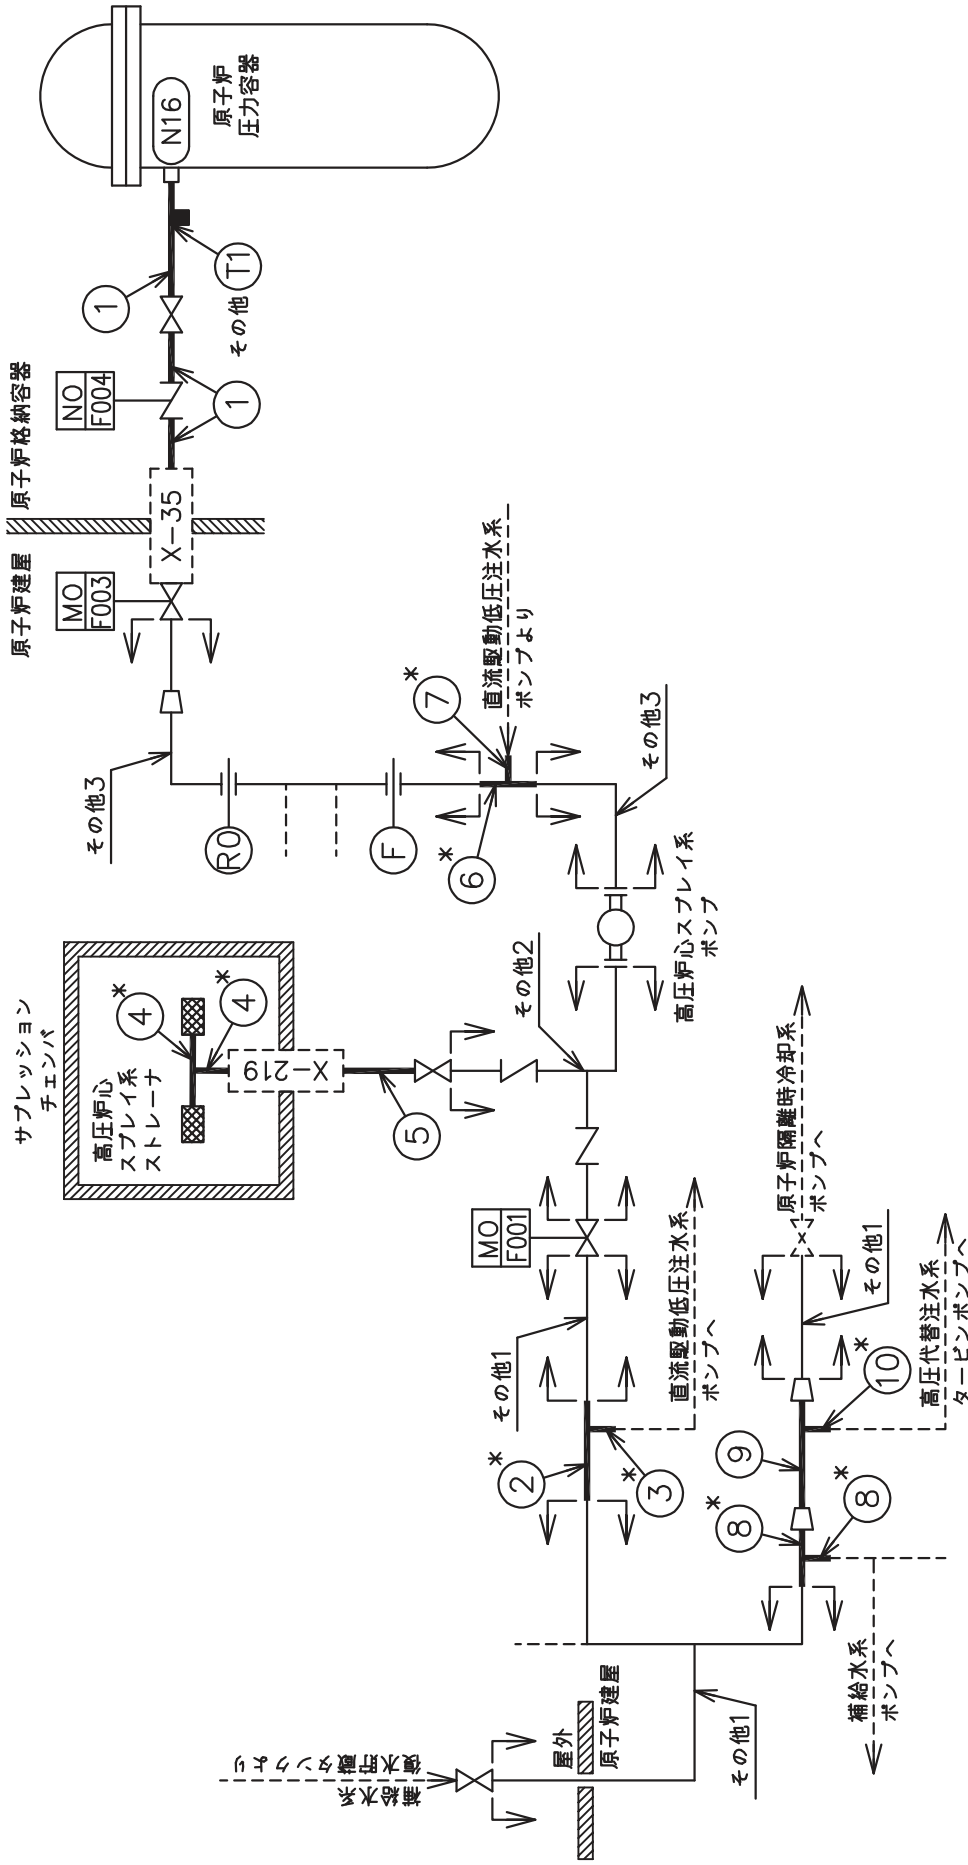 原子炉
圧力容器
N16
T1
1
その他
1
NO
F004
原子炉格納容器
原子炉建屋
X-35
MO
F003
その他3
RO
F
*
7
*
6
直流駆動低圧注水系
ポンプより
その他3
高圧炉心スプレイ系
ポンプ
サプレッション
チェンバ
高圧炉心
スプレイ系
ストレーナ
*
4
*
4
X-219
5
その他2
MO
F001
その他1
*
2
*
3
直流駆動低圧注水系
ポンプへ
原子炉隔離時冷却系
ポンプへ
その他1
*
10
高圧代替注水系
タービンポンプへ
9
*
8
*
8
補給水系
ポンプへ
その他1
屋外
原子炉建屋
補給水系
復水貯蔵タンクより